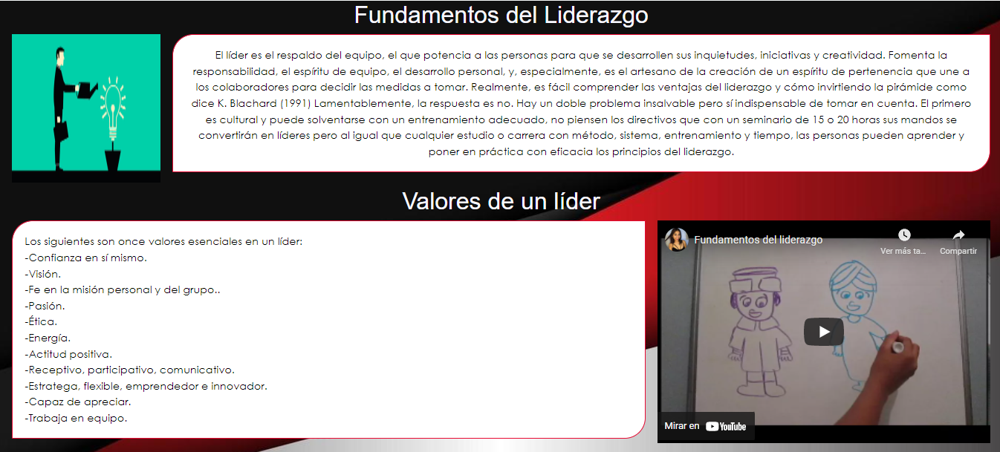 Fundamentos del Liderazgo
El líder es el respaldo del equipo, el que potencia a las personas para que se desarrollen sus inquietudes, iniciativas y creatividad. Fomenta la
responsabilidad, el espíritu de equipo, el desarrollo personal, y, especialmente, es el artesano de la creación de un espíritu de pertenencia que une a
los colaboradores para decidir las medidas a tomar. Realmente, es fácil comprender las ventajas del liderazgo y cómo invirtiendo la pirámide como
dice K. Blachard (1991) Lamentablemente, la respuesta es no. Hay un doble problema insalvable pero sí indispensable de tomar en cuenta. El primero
es cultural y puede solventarse con un entrenamiento adecuado, no piensen los directivos que con un seminario de 15 o 20 horas sus mandos se
convertirán en líderes pero al igual que cualquier estudio o carrera con método, sistema, entrenamiento y tiempo, las personas pueden aprender y
poner en práctica con eficacia los principios del liderazgo.
Valores de un líder
Los siguientes son once valores esenciales en un líder:
-Confianza en sí mismo.
-Visión.
-Fe en la misión personal y del grupo..
-Pasión.
-Ética.
-Energía.
-Actitud positiva.
-Receptivo, participativo, comunicativo.
-Estratega, flexible, emprendedor e innovador.
-Capaz de apreciar.
-Trabaja en equipo.
Fundamentos del liderazgo
Ver más ta...
Compartir
Mirar en YouTube